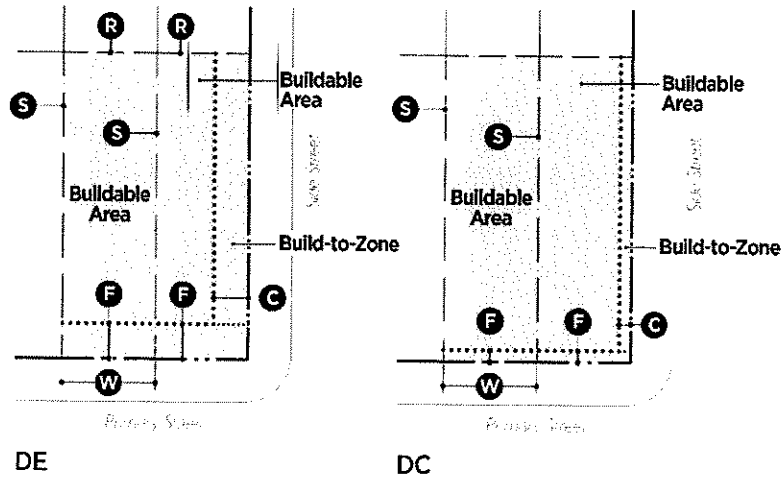 R R
Buildable
Area
S
S
Buildable
Area
Side Street
Build-to-Zone
F F
C
W
Primary Street
DE
Buildable
Area
S
S
Buildable
Area
Side Street
Build-to-Zone
F F
C
W
Primary Street
DC